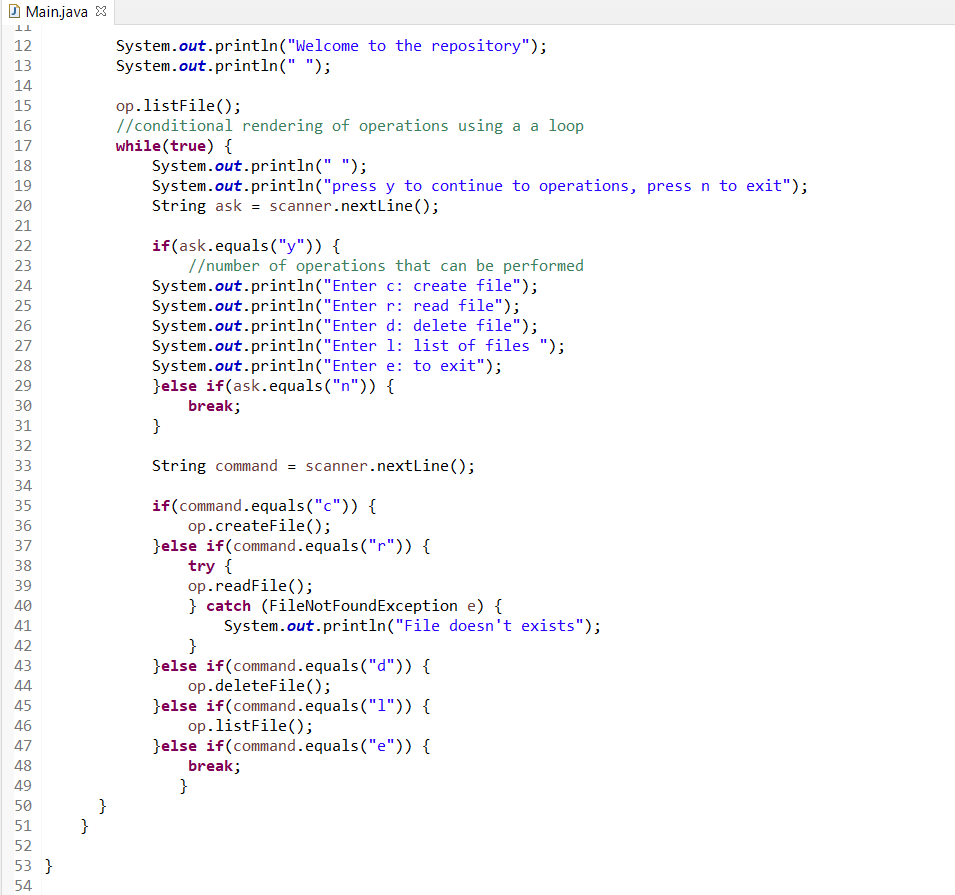 Main.java
11
12 System.out.println("Welcome to the repository");
13 System.out.println(" ");
14
15 op.listFile();
16 //conditional rendering of operations using a a loop
17 while(true) {
18 System.out.println(" ");
19 System.out.println("press y to continue to operations, press n to exit");
20 String ask = scanner.nextLine();
21
22 if(ask.equals("y")) {
23 //number of operations that can be performed
24 System.out.println("Enter c: create file");
25 System.out.println("Enter r: read file");
26 System.out.println("Enter d: delete file");
27 System.out.println("Enter l: list of files ");
28 System.out.println("Enter e: to exit");
29 }else if(ask.equals("n")) {
30 break;
31 }
32
33 String command = scanner.nextLine();
34
35 if(command.equals("c")) {
36 op.createFile();
37 }else if(command.equals("r")) {
38 try {
39 op.readFile();
40 } catch (FileNotFoundException e) {
41 System.out.println("File doesn't exists");
42 }
43 }else if(command.equals("d")) {
44 op.deleteFile();
45 }else if(command.equals("l")) {
46 op.listFile();
47 }else if(command.equals("e")) {
48 break;
49 }
50 }
51 }
52
53 }
54